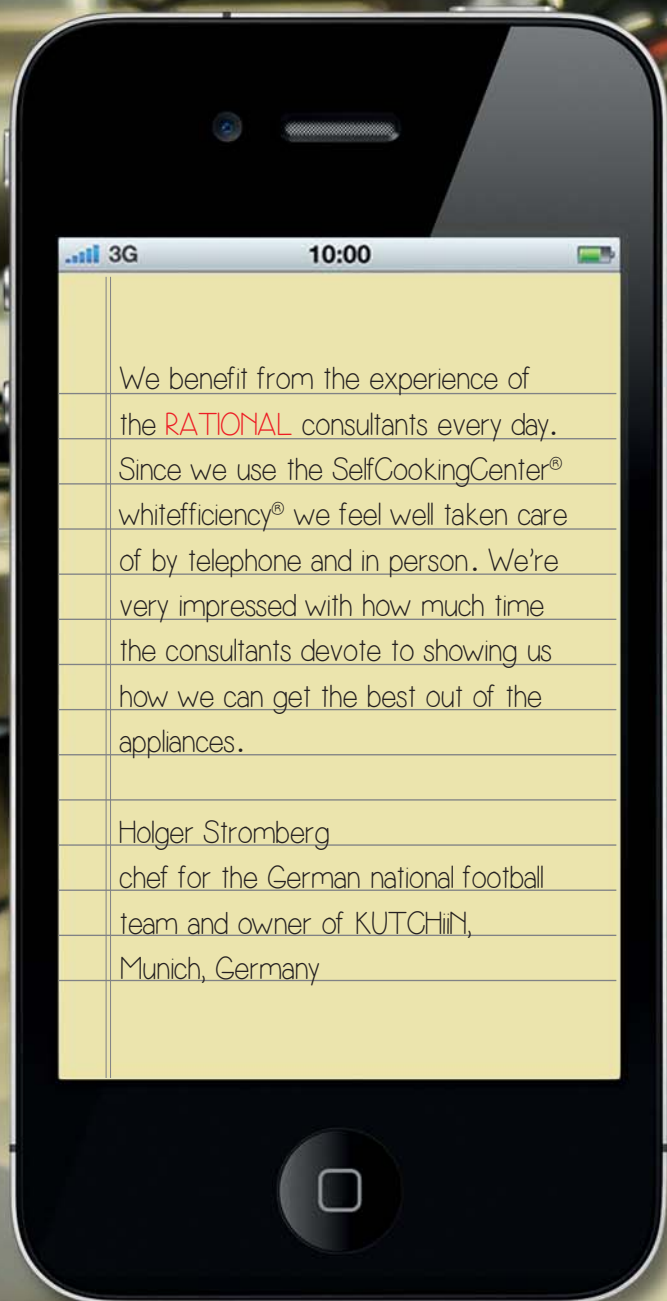 3G 10:00
We benefit from the experience of
the RATIONAL consultants every day.
Since we use the SelfCookingCenter®
whitefficiency® we feel well taken care
of by telephone and in person. We're
very impressed with how much time
the consultants devote to showing us
how we can get the best out of the
appliances.
Holger Stromberg
chef for the German national football
team and owner of KUTCHiiN,
Munich, Germany